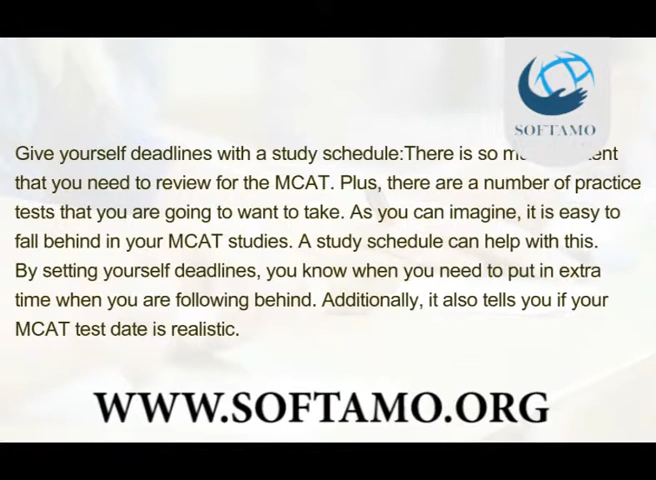 SOFTAMO
Give yourself deadlines with a study schedule:There is so
that you need to review for the MCAT. Plus, there are a number of practice
tests that you are going to want to take. As you can imagine, it is easy to
fall behind in your MCAT studies. A study schedule can help with this.
By setting yourself deadlines, you know when you need to put in extra
time when you are following behind. Additionally, it also tells you if your
MCAT test date is realistic.
WWW.SOFTAMO.ORG